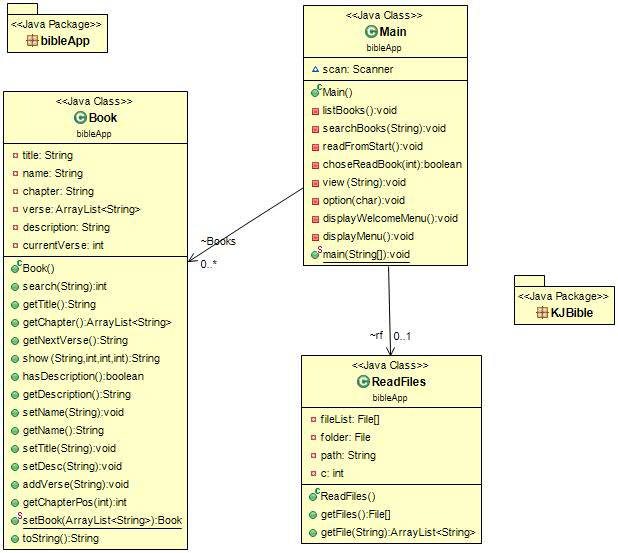 <<Java Package>>
bibleApp
<<Java Class>>
Main
bibleApp
scan: Scanner
Main()
listBooks():void
searchBooks(String):void
readFromStart():void
choseReadBook(int):boolean
view (String):void
option(char):void
displayWelcomeMenu():void
displayMenu():void
main(String[]):void
<<Java Class>>
Book
bibleApp
title: String
name: String
chapter: String
verse: ArrayList<String>
description: String
currentVerse: int
Book()
search(String):int
getTitle():String
getChapter():ArrayList<String>
getNextVerse():String
show (String,int,int,int):String
hasDescription():boolean
getDescription():String
setName(String):void
getName():String
setTitle(String):void
setDesc(String):void
addVerse(String):void
getChapterPos(int):int
setBook(ArrayList<String>):Book
toString():String
~Books
0..*
<<Java Package>>
KJBible
~rf
0..1
<<Java Class>>
ReadFiles
bibleApp
fileList: File[]
folder: File
path: String
c: int
ReadFiles()
getFiles():File[]
getFile(String):ArrayList<String>